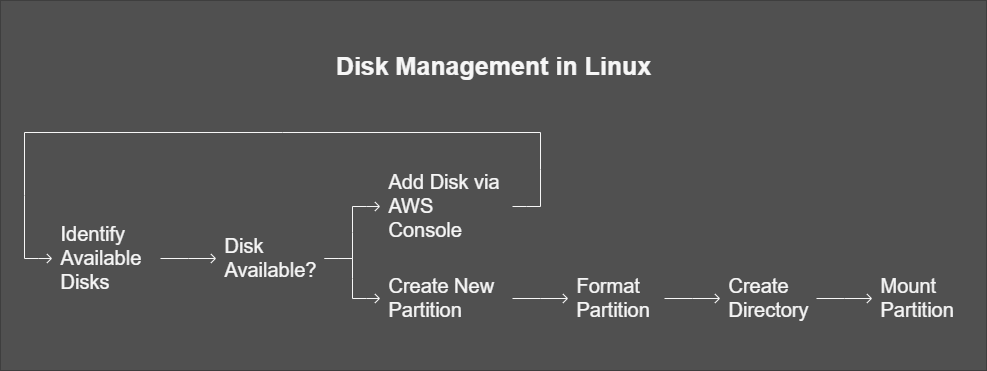 Disk Management in Linux
Identify
Available
Disks
Disk
Available?
Add Disk via
AWS
Console
Create New
Partition
Format
Partition
Create
Directory
Mount
Partition